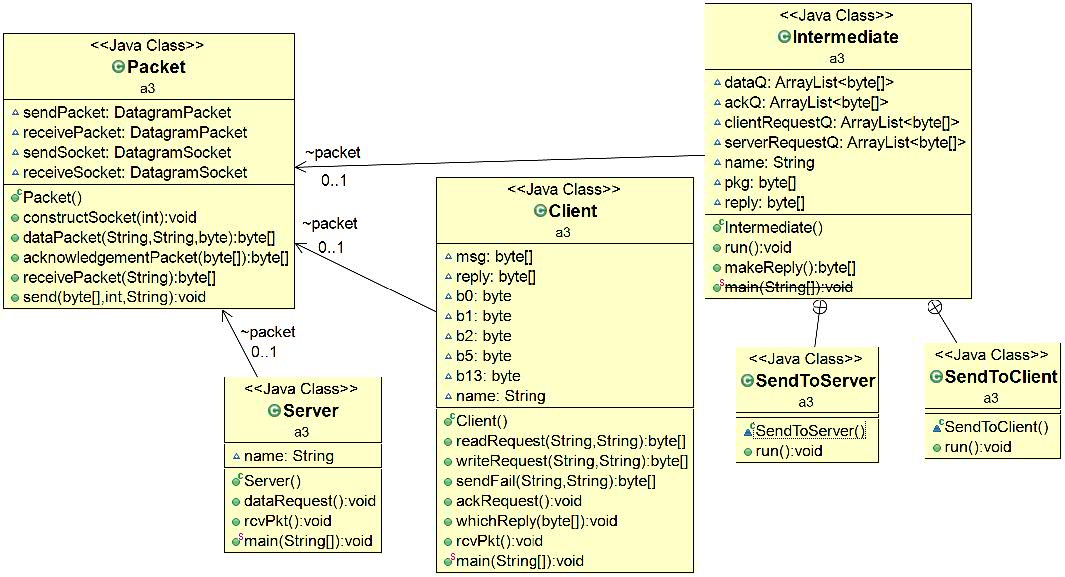 <<Java Class>>
Packet
a3
sendPacket: DatagramPacket
receivePacket: DatagramPacket
sendSocket: DatagramSocket
receiveSocket: DatagramSocket
Packet()
constructSocket(int):void
dataPacket(String,String,byte):byte[]
acknowledgementPacket(byte[]):byte[]
receivePacket(String):byte[]
send(byte[],int,String):void
~packet
0..1
~packet
0..1
~packet
0..1
<<Java Class>>
Intermediate
a3
dataQ: ArrayList<byte[]>
ackQ: ArrayList<byte[]>
clientRequestQ: ArrayList<byte[]>
serverRequestQ: ArrayList<byte[]>
name: String
pkg: byte[]
reply: byte[]
Intermediate()
run():void
makeReply():byte[]
main(String[]):void
<<Java Class>>
Client
a3
msg: byte[]
reply: byte[]
b0: byte
b1: byte
b2: byte
b5: byte
b13: byte
name: String
Client()
readRequest(String,String):byte[]
writeRequest(String,String):byte[]
sendFail(String,String):byte[]
ackRequest():void
whichReply(byte[]):void
rcvPkt():void
main(String[]):void
<<Java Class>>
Server
a3
name: String
Server()
dataRequest():void
rcvPkt():void
main(String[]):void
<<Java Class>>
SendToServer
a3
SendToServer()
run():void
<<Java Class>>
SendToClient
a3
SendToClient()
run():void